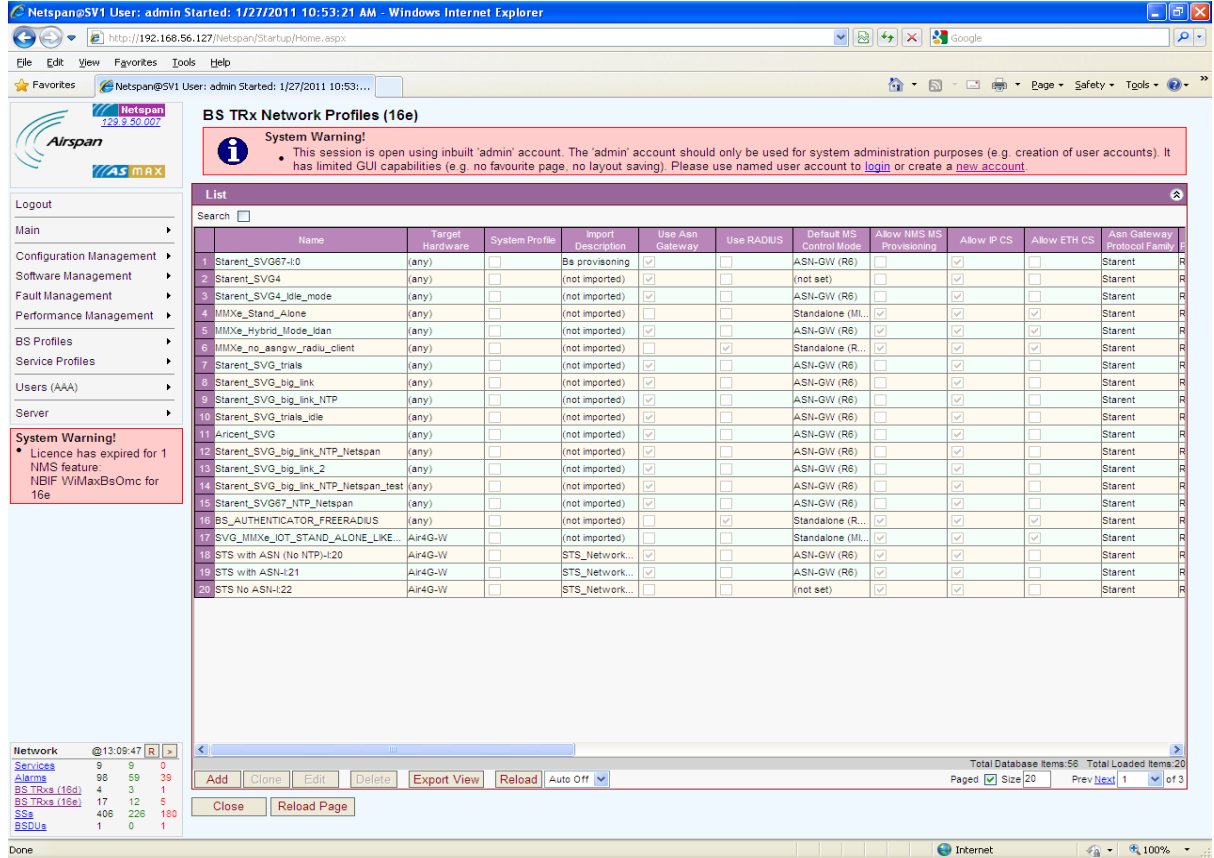 Netspan@SV1 User: admin Started: 1/27/2011 10:53:21 AM - Windows Internet Explorer
http://192.168.56.127/Netspan/Startup/Home.aspx
Google
File Edit View Favorites Tools Help
Favorites
Netspan@SV1 User: admin Started: 1/27/2011 10:53:...
Page Safety Tools
Netspan
129.9.50.007
Airspan
AS MAX
Logout
Main
Configuration Management
Software Management
Fault Management
Performance Management
BS Profiles
Service Profiles
Users (AAA)
Server
System Warning!
• Licence has expired for 1
NMS feature:
NBIF WiMaxBsOmc for
16e
Network @13:09:47 R >
Services 9 9 0
Alarms 98 59 39
BS TRxs (16d) 4 3 1
BS TRxs (16e) 17 12 5
SSs 406 226 180
BSDUs 1 0 1
BS TRx Network Profiles (16e)
System Warning!
• This session is open using inbuilt 'admin' account. The 'admin' account should only be used for system administration purposes (e.g. creation of user accounts). It
has limited GUI capabilities (e.g. no favourite page, no layout saving). Please use named user account to login or create a new account.
List
Search
Name Target Hardware System Profile Import Description Use Asn Gateway Use RADIUS Default MS Control Mode Allow NMS MS Provisioning Allow IP CS Allow ETH CS Asn Gateway Protocol Family P
1 Starent_SVG67-I:0 (any) Bs provisoning ASN-GW (R6) Starent R
2 Starent_SVG4 (any) (not imported) (not set) Starent R
3 Starent_SVG4_Idle_mode (any) (not imported) ASN-GW (R6) Starent R
4 MMXe_Stand_Alone (any) (not imported) Standalone (MI... Starent R
5 MMXe_Hybrid_Mode_Idan (any) (not imported) ASN-GW (R6) Starent R
6 MMXe_no_asngw_radiu_client (any) (not imported) Standalone (R... Starent R
7 Starent_SVG_trials (any) (not imported) ASN-GW (R6) Starent R
8 Starent_SVG_big_link (any) (not imported) ASN-GW (R6) Starent R
9 Starent_SVG_big_link_NTP (any) (not imported) ASN-GW (R6) Starent R
10 Starent_SVG_trials_idle (any) (not imported) ASN-GW (R6) Starent R
11 Aricent_SVG (any) (not imported) ASN-GW (R6) Starent R
12 Starent_SVG_big_link_NTP_Netspan (any) (not imported) ASN-GW (R6) Starent R
13 Starent_SVG_big_link_2 (any) (not imported) ASN-GW (R6) Starent R
14 Starent_SVG_big_link_NTP_Netspan_test (any) (not imported) ASN-GW (R6) Starent R
15 Starent_SVG67_NTP_Netspan (any) (not imported) ASN-GW (R6) Starent R
16 BS_AUTHENTICATOR_FREERADIUS (any) (not imported) Standalone (R... Starent R
17 SVG_MMXe_IOT_STAND_ALONE_LIKE... Air4G-W (not imported) Standalone (MI... Starent R
18 STS with ASN (No NTP)-I:20 Air4G-W STS_Network... ASN-GW (R6) Starent R
19 STS with ASN-I:21 Air4G-W STS_Network... ASN-GW (R6) Starent R
20 STS No ASN-I:22 Air4G-W STS_Network... (not set) Starent R
Total Database Items:56 Total Loaded Items:20
Add Clone Edit Delete Export View Reload Auto Off Paged Size 20 Prev Next 1 of 3
Close Reload Page
Done Internet 100%